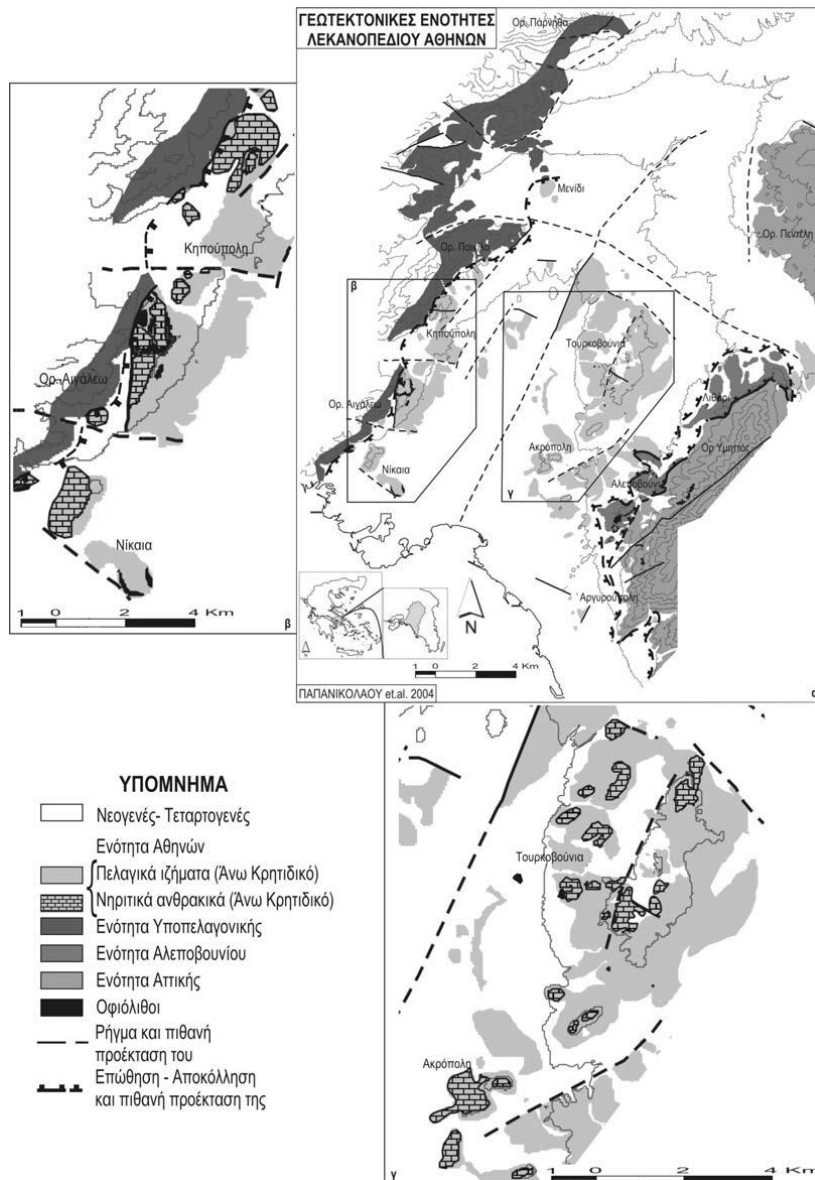 ΓΕΩΤΕΚΤΟΝΙΚΕΣ ΕΝΟΤΗΤΕΣ
ΛΕΚΑΝΟΠΕΔΙΟΥ ΑΘΗΝΩΝ
Ορ. Πάρνηθα
Μενίδι
Ορ. Πεντέλη
Ορ. Ποικίλο
β
Κηπούπολη
Τουρκοβούνια
Ορ. Αιγάλεω
Λιθάρι
Ορ Υμηττός
Ακρόπολη
Νίκαια
γ
Αλεποβούνι
Αργυρούπολη
N
1 0 2 4 Km
ΠΑΠΑΝΙΚΟΛΑΟΥ et.al. 2004
α
Κηπούπολη
Ορ. Αιγάλεω
Νίκαια
1 0 2 4 Km
β
ΥΠΟΜΝΗΜΑ
Νεογενές- Τεταρτογενές
Ενότητα Αθηνών
Πελαγικά ιζήματα (Άνω Κρητιδικό)
Νηριτικά ανθρακικά (Άνω Κρητιδικό)
Ενότητα Υποπελαγονικής
Ενότητα Αλεποβουνίου
Ενότητα Αττικής
Οφιόλιθοι
Ρήγμα και πιθανή
προέκταση του
Επώθηση - Αποκόλληση
και πιθανή προέκταση της
Τουρκοβούνια
Ακρόπολη
1 0 2 4 Km
γ